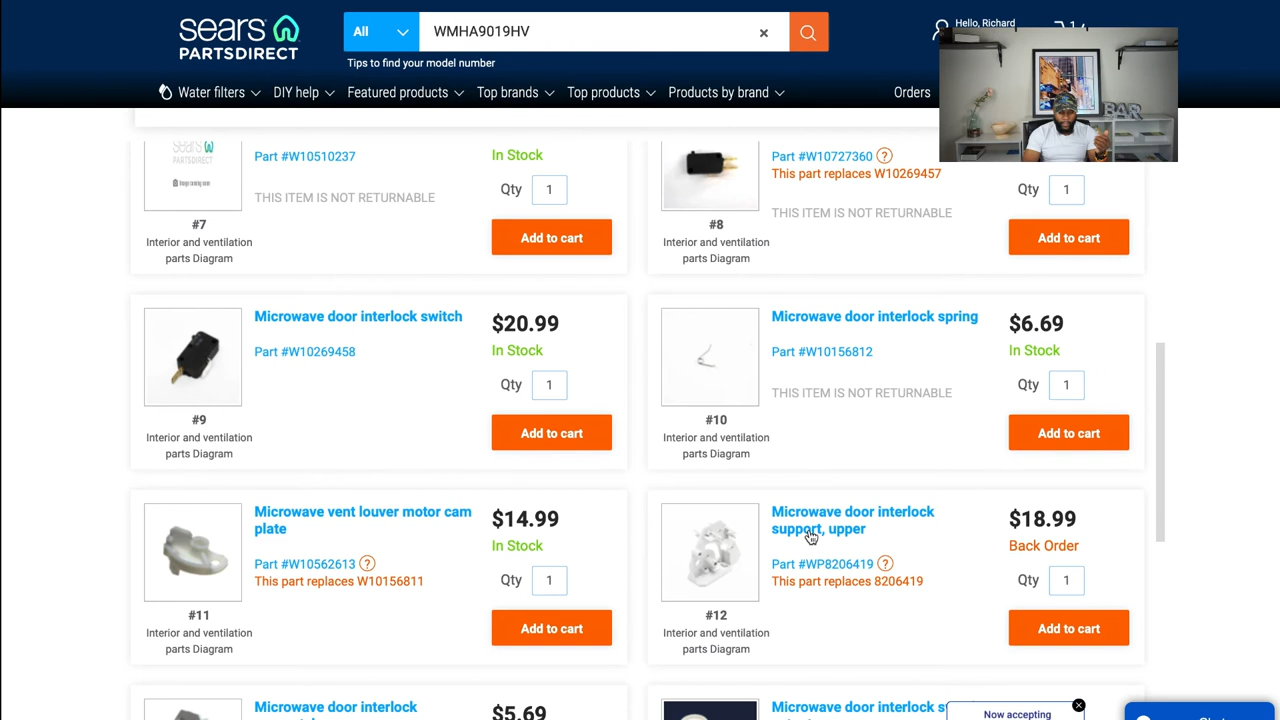 sears
PARTSDIRECT
All
WMHA9019HV
×
Hello, Richard
Tips to find your model number
Water filters
DIY help
Featured products
Top brands
Top products
Products by brand
Orders
BAR
sears
PARTSDIRECT
Part #W10510237
THIS ITEM IS NOT RETURNABLE
In Stock
Qty 1
Add to cart
#7
Interior and ventilation
parts Diagram
Part #W10727360 ?
This part replaces W10269457
THIS ITEM IS NOT RETURNABLE
Qty 1
Add to cart
#8
Interior and ventilation
parts Diagram
Microwave door interlock switch
Part #W10269458
$20.99
In Stock
Qty 1
Add to cart
#9
Interior and ventilation
parts Diagram
Microwave door interlock spring
Part #W10156812
THIS ITEM IS NOT RETURNABLE
$6.69
In Stock
Qty 1
Add to cart
#10
Interior and ventilation
parts Diagram
Microwave vent louver motor cam
plate
Part #W10562613 ?
This part replaces W10156811
$14.99
In Stock
Qty 1
Add to cart
#11
Interior and ventilation
parts Diagram
Microwave door interlock
support, upper
Part #WP8206419 ?
This part replaces 8206419
$18.99
Back Order
Qty 1
Add to cart
#12
Interior and ventilation
parts Diagram
Microwave door interlock
$5.69
Microwave door interlock
Now accepting